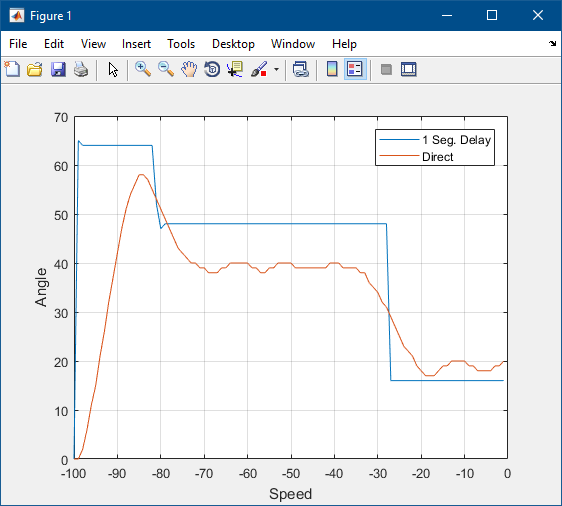 Figure 1
File Edit View Insert Tools Desktop Window Help
70
60
50
40
30
20
10
0
Angle
1 Seg. Delay
Direct
-100 -90 -80 -70 -60 -50 -40 -30 -20 -10 0
Speed